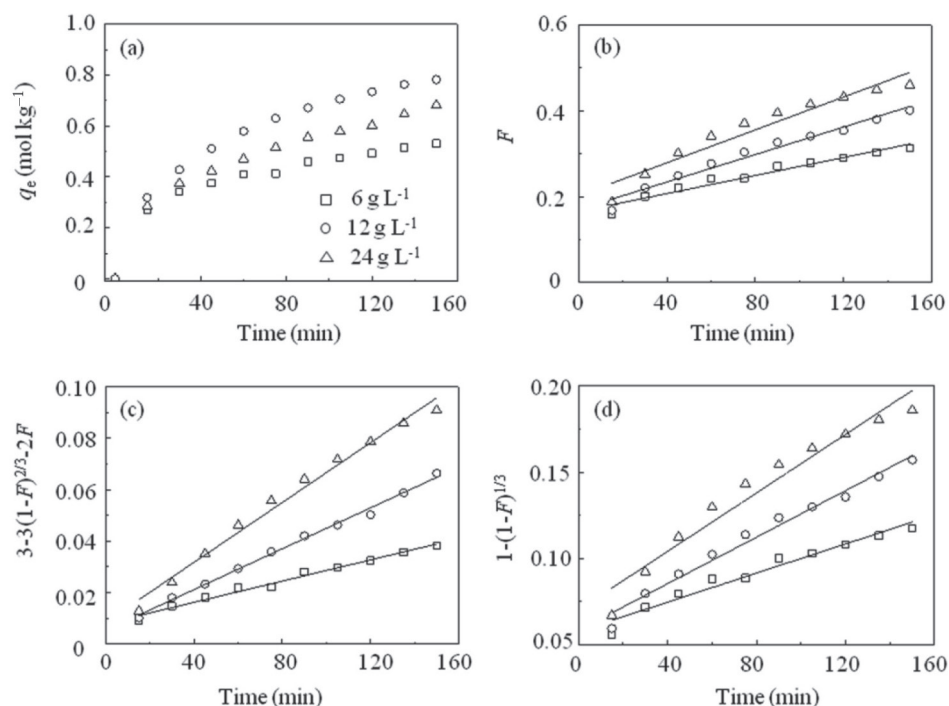 (a)
q_e (mol kg⁻¹)
1.0
0.8
0.6
0.4
0.2
0
0 40 80 120 160
Time (min)
6 g L⁻¹
12 g L⁻¹
24 g L⁻¹
(b)
F
0.6
0.4
0.2
0
0 40 80 120 160
Time (min)
(c)
3-3(1-F)^{2/3}-2F
0.10
0.08
0.06
0.04
0.02
0
0 40 80 120 160
Time (min)
(d)
1-(1-F)^{1/3}
0.20
0.15
0.10
0.05
0 40 80 120 160
Time (min)